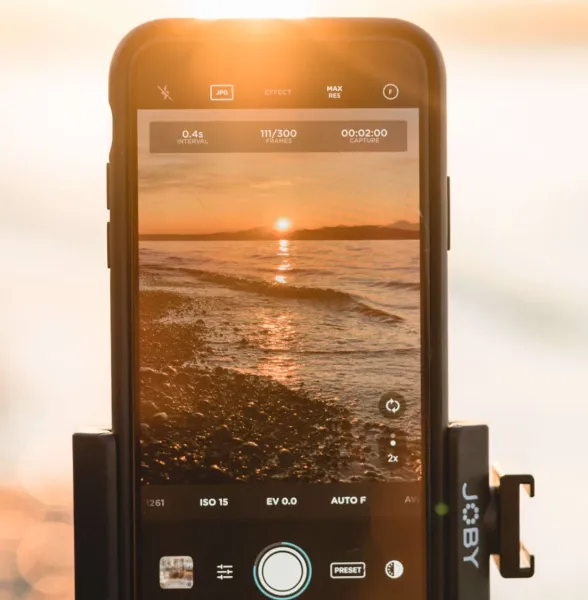 JPG EFFECT MAX RES F
0.4s 111/300 00:02:00
INTERVAL FRAMES CAPTURE
2x
1261 ISO 15 EV 0.0 AUTO F
PRESET
JOBY